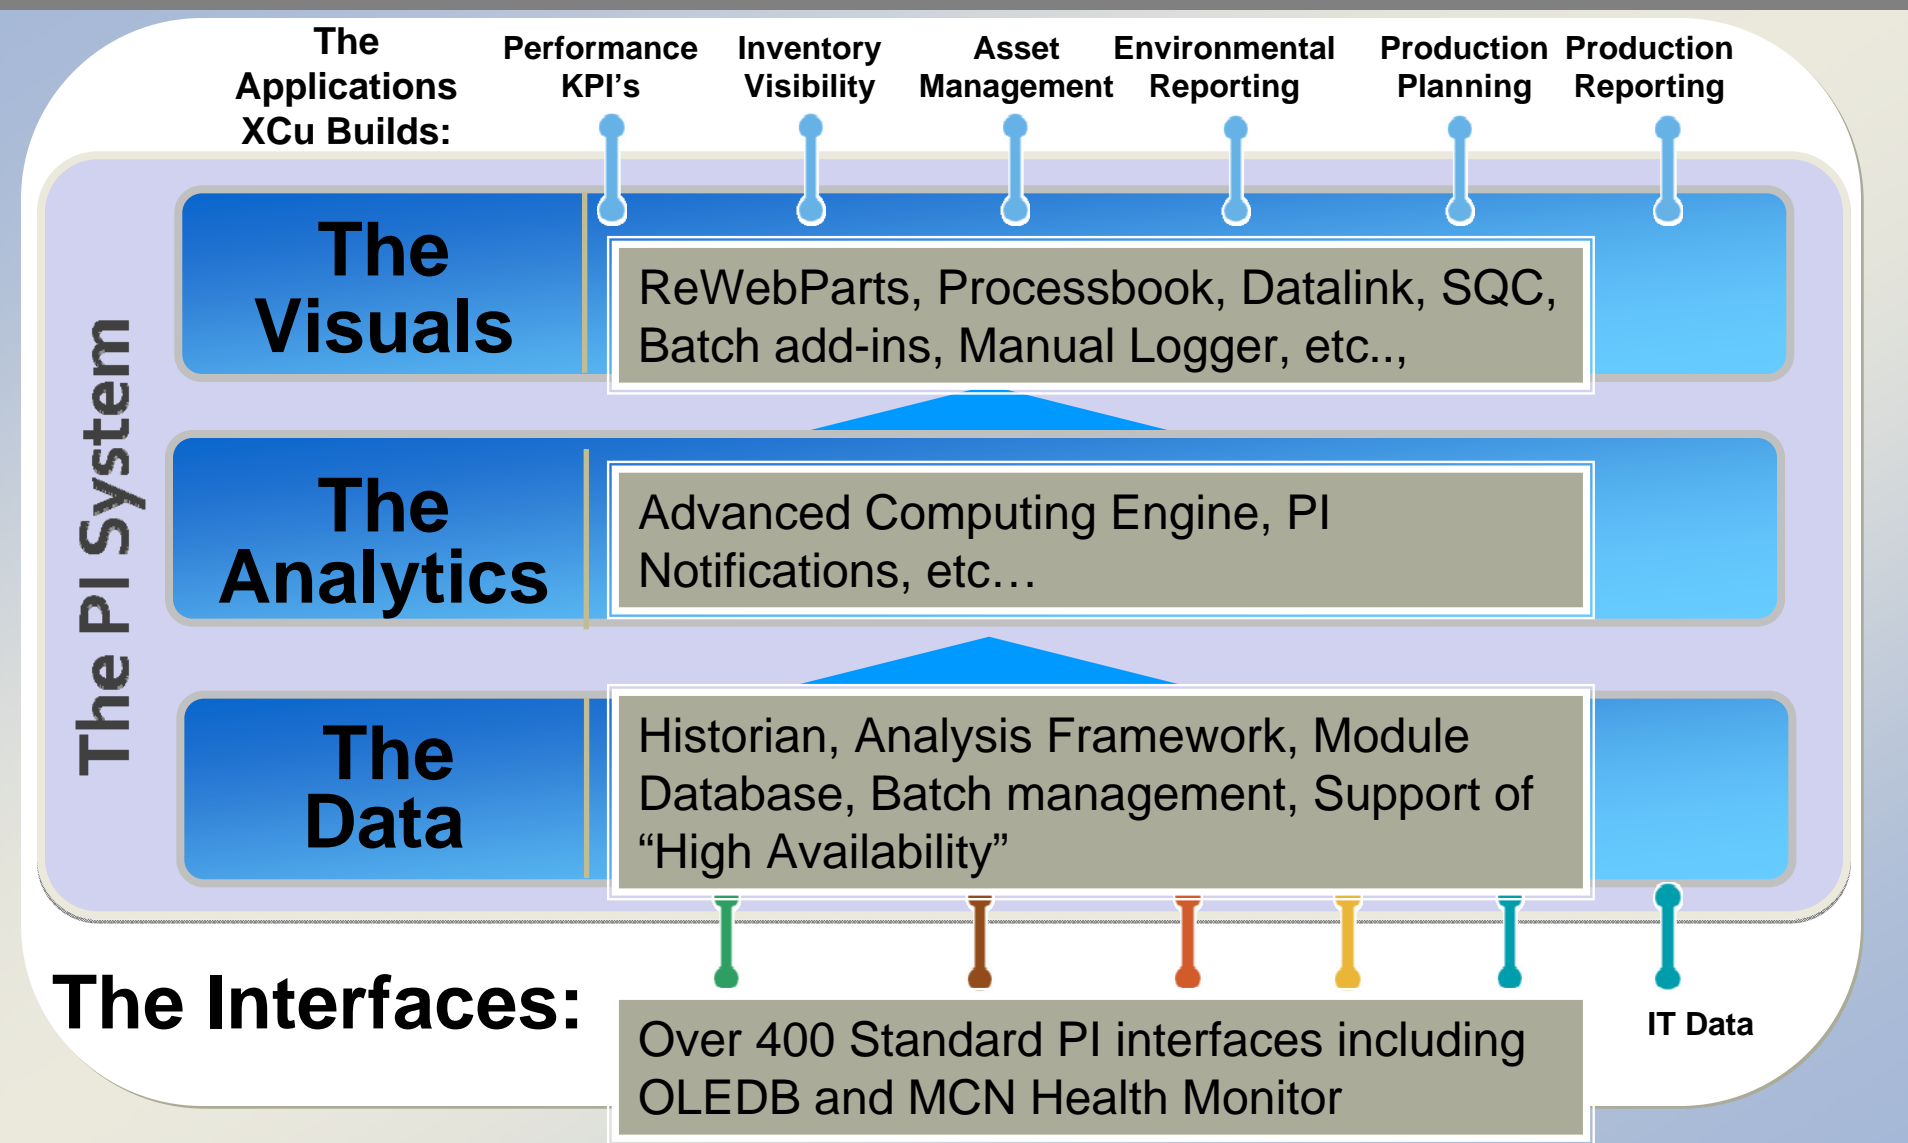 The
Applications
XCu Builds:
Performance
KPI’s
Inventory
Visibility
Asset
Management
Environmental
Reporting
Production
Planning
Production
Reporting
The PI System
The
Visuals
ReWebParts, Processbook, Datalink, SQC,
Batch add-ins, Manual Logger, etc..,
The
Analytics
Advanced Computing Engine, PI
Notifications, etc…
The
Data
Historian, Analysis Framework, Module
Database, Batch management, Support of
“High Availability”
The Interfaces:
Over 400 Standard PI interfaces including
OLEDB and MCN Health Monitor
IT Data